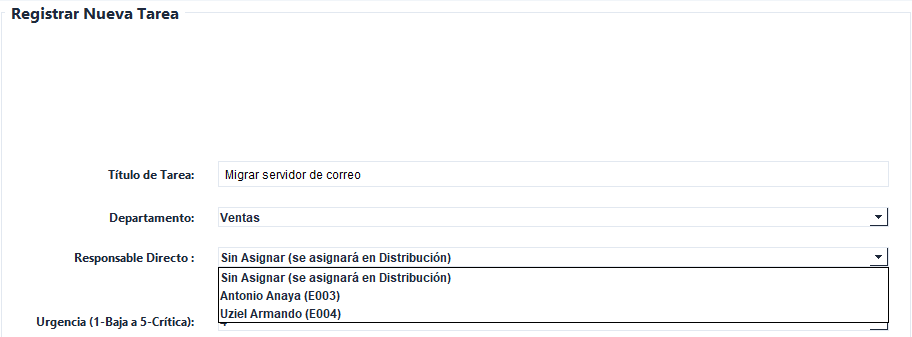 Registrar Nueva Tarea
Título de Tarea: Migrar servidor de correo
Departamento: Ventas
Responsable Directo : Sin Asignar (se asignará en Distribución)
Sin Asignar (se asignará en Distribución)
Antonio Anaya (E003)
Uziel Armando (E004)
Urgencia (1-Baja a 5-Crítica):